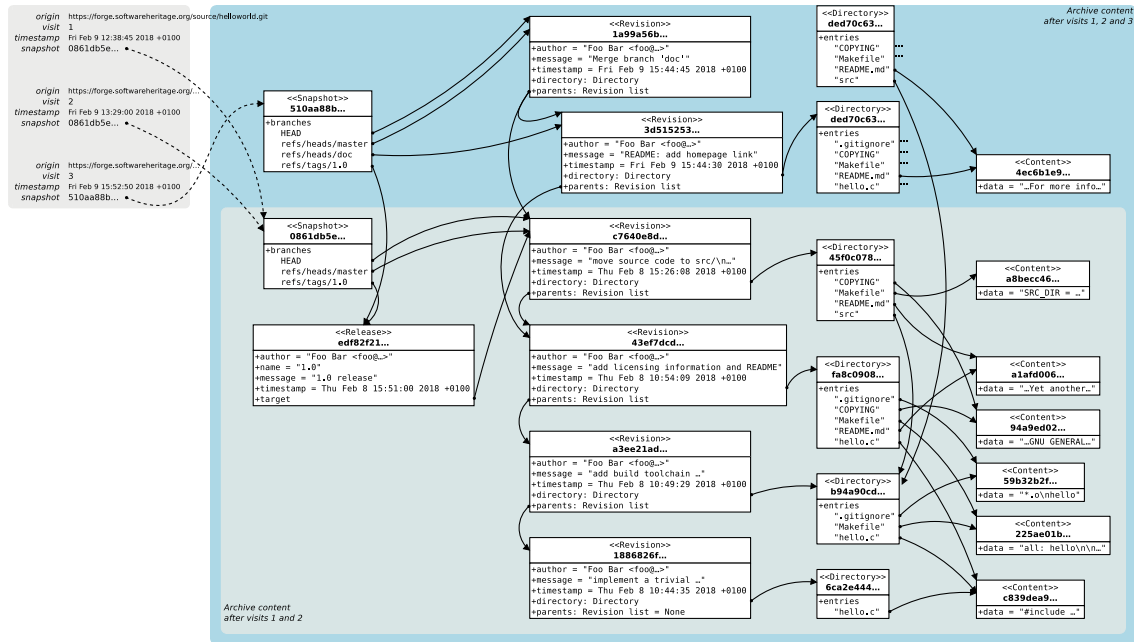 origin https://forge.softwareheritage.org/source/helloworld.git
visit 1
timestamp Fri Feb 9 12:38:45 2018 +0100
snapshot 0861db5e...
origin https://forge.softwareheritage.org/...
visit 2
timestamp Fri Feb 9 13:29:00 2018 +0100
snapshot 0861db5e...
origin https://forge.softwareheritage.org/...
visit 3
timestamp Fri Feb 9 15:52:50 2018 +0100
snapshot 510aa88b...
Archive content
after visits 1, 2 and 3
<<Snapshot>>
510aa88b...
+branches
HEAD
refs/heads/master
refs/heads/doc
refs/tags/1.0
<<Revision>>
1a99a56b...
+author = "Foo Bar <foo@…>"
+message = "Merge branch 'doc'"
+timestamp = Fri Feb 9 15:44:45 2018 +0100
+directory: Directory
+parents: Revision list
<<Revision>>
3d515253...
+author = "Foo Bar <foo@…>"
+message = "README: add homepage link"
+timestamp = Fri Feb 9 15:44:30 2018 +0100
+directory: Directory
+parents: Revision list
<<Directory>>
ded70c63...
+entries
"COPYING"
"Makefile"
"README.md"
"src"
<<Directory>>
ded70c63...
+entries
".gitignore"
"COPYING"
"Makefile"
"README.md"
"hello.c"
<<Content>>
4ec6b1e9...
+data = "…For more info…"
<<Snapshot>>
0861db5e...
+branches
HEAD
refs/heads/master
refs/tags/1.0
<<Release>>
edf82f21...
+author = "Foo Bar <foo@…>"
+name = "1.0"
+message = "1.0 release"
+timestamp = Thu Feb 8 15:51:00 2018 +0100
+target
<<Revision>>
c7640e8d...
+author = "Foo Bar <foo@…>"
+message = "move source code to src/\n…"
+timestamp = Thu Feb 8 15:26:08 2018 +0100
+directory: Directory
+parents: Revision list
<<Revision>>
43ef7dcd...
+author = "Foo Bar <foo@…>"
+message = "add licensing information and README"
+timestamp = Thu Feb 8 10:54:09 2018 +0100
+directory: Directory
+parents: Revision list
<<Revision>>
a3ee21ad...
+author = "Foo Bar <foo@…>"
+message = "add build toolchain …"
+timestamp = Thu Feb 8 10:49:29 2018 +0100
+directory: Directory
+parents: Revision list
<<Revision>>
1886826f...
+author = "Foo Bar <foo@…>"
+message = "implement a trivial …"
+timestamp = Thu Feb 8 10:44:35 2018 +0100
+directory: Directory
+parents: Revision list = None
<<Directory>>
45f0c078...
+entries
"COPYING"
"Makefile"
"README.md"
"src"
<<Directory>>
fa8c0908...
+entries
".gitignore"
"COPYING"
"Makefile"
"README.md"
"hello.c"
<<Directory>>
b94a90cd...
+entries
".gitignore"
"Makefile"
"hello.c"
<<Directory>>
6ca2e444...
+entries
"hello.c"
<<Content>>
a8becc46...
+data = "SRC_DIR = …"
<<Content>>
a1afd006...
+data = "…Yet another…"
<<Content>>
94a9ed02...
+data = "…GNU GENERAL…"
<<Content>>
59b32b2f...
+data = "*.o\nhello"
<<Content>>
225ae01b...
+data = "all: hello\n\n…"
<<Content>>
c839dea9...
+data = "#include …"
Archive content
after visits 1 and 2